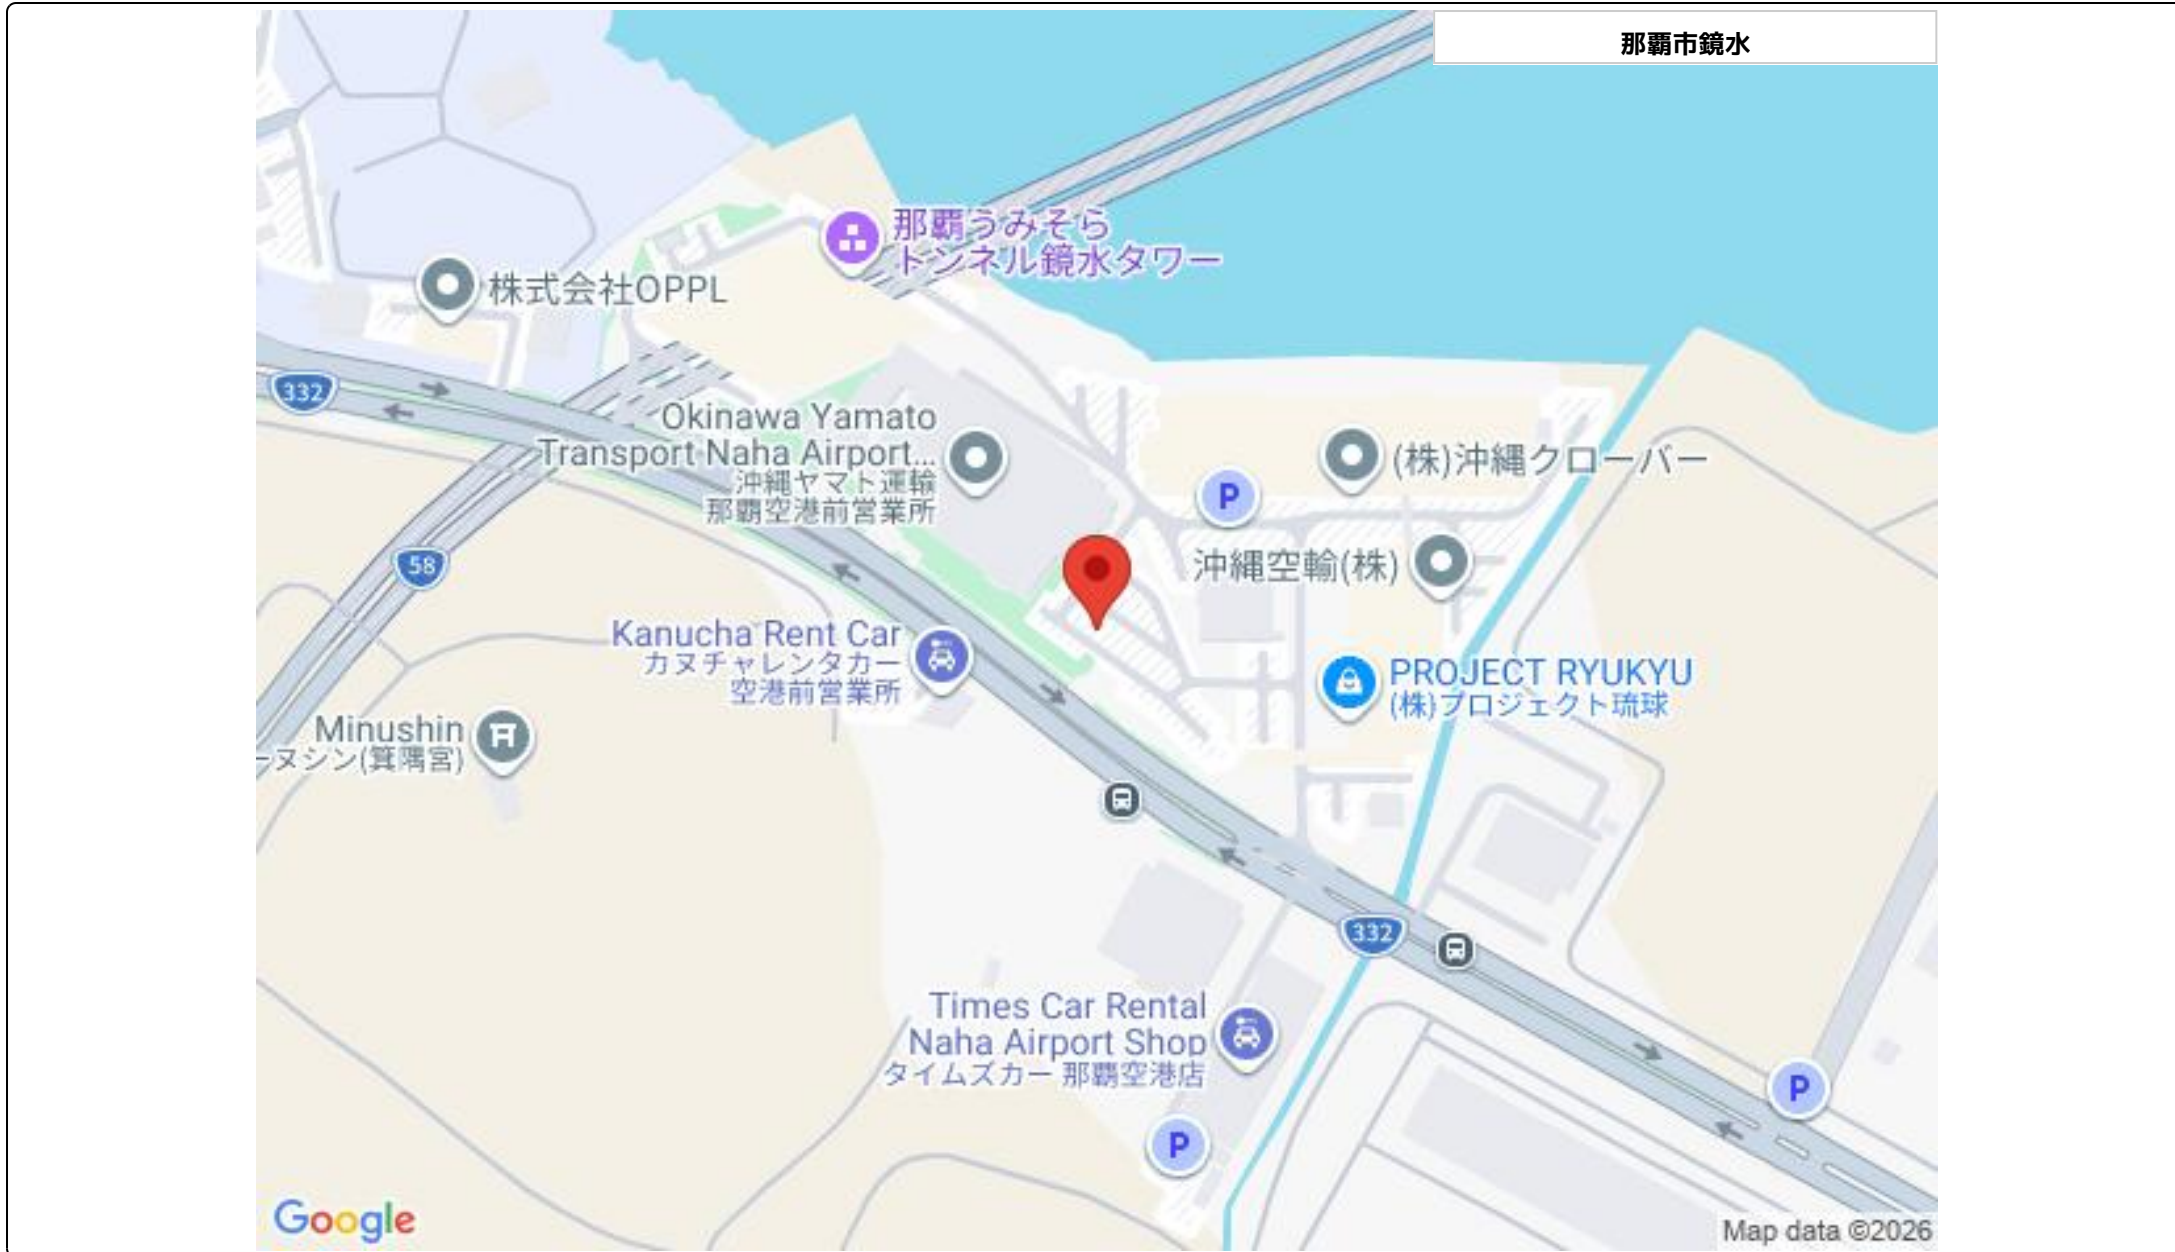 那覇市鏡水
那覇うみそら
トンネル鏡水タワー
株式会社OPPL
332
Okinawa Yamato
Transport Naha Airport...
沖縄ヤマト運輸
那覇空港前営業所
(株)沖縄クローバー
P
58
沖縄空輸(株)
Kanucha Rent Car
カヌチャレンタカー
空港前営業所
PROJECT RYUKYU
(株)プロジェクト琉球
Minushin
ーヌシン(箕隅宮)
332
Times Car Rental
Naha Airport Shop
タイムズカー 那覇空港店
P
P
Google
Map data ©2026